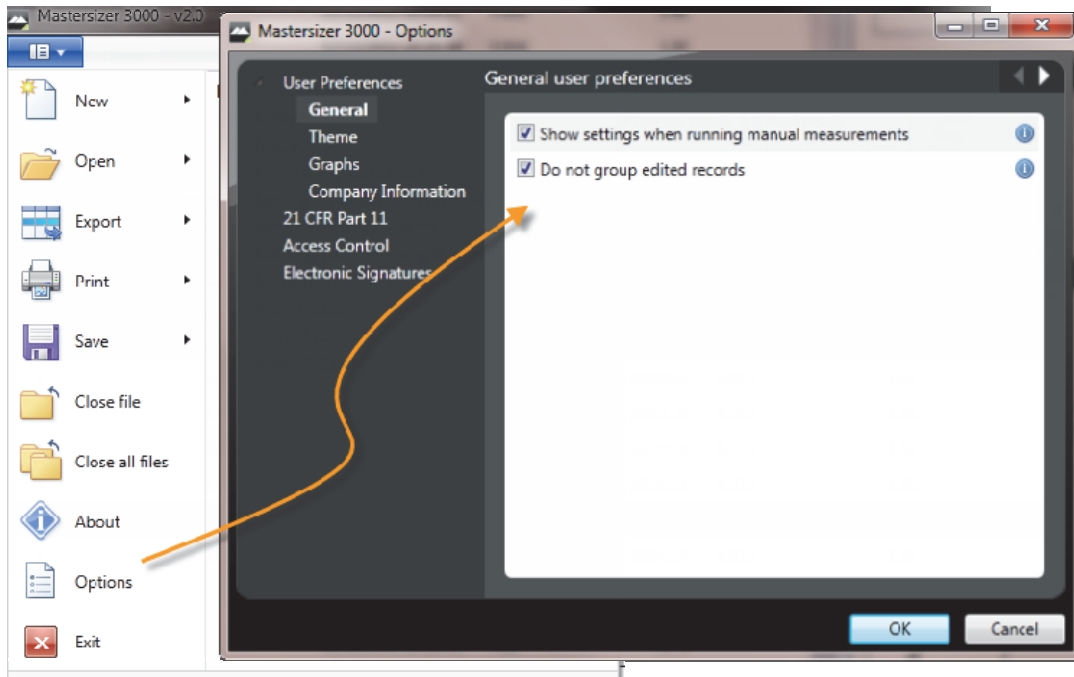 Mastersizer 3000 - v2.0
New
Open
Export
Print
Save
Close file
Close all files
About
Options
Exit
Mastersizer 3000 - Options
User Preferences
General
Theme
Graphs
Company Information
21 CFR Part 11
Access Control
Electronic Signatures
General user preferences
Show settings when running manual measurements
Do not group edited records
OK
Cancel